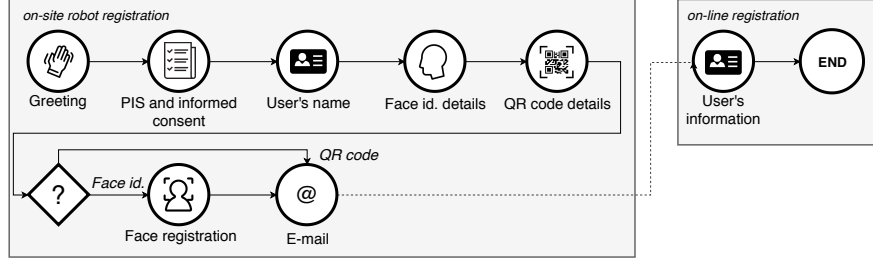 on-site robot registration
Greeting
PIS and informed
consent
User's name
Face id. details
QR code details
?
Face id.
QR code
Face registration
@
E-mail
on-line registration
User's
information
END